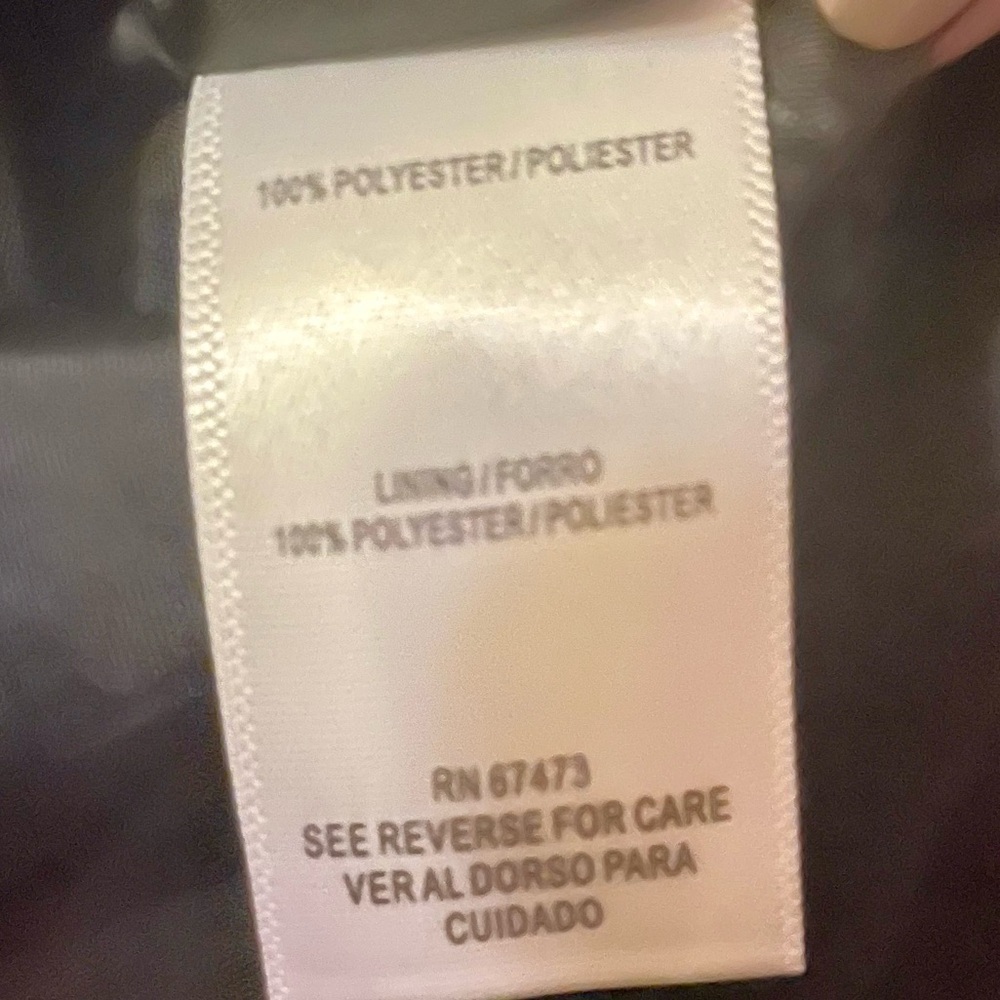 100% POLYESTER/POLIESTER
LINING/FORRO
100% POLYESTER/POLIESTER
RN 67473
SEE REVERSE FOR CARE
VER AL DORSO PARA
CUIDADO